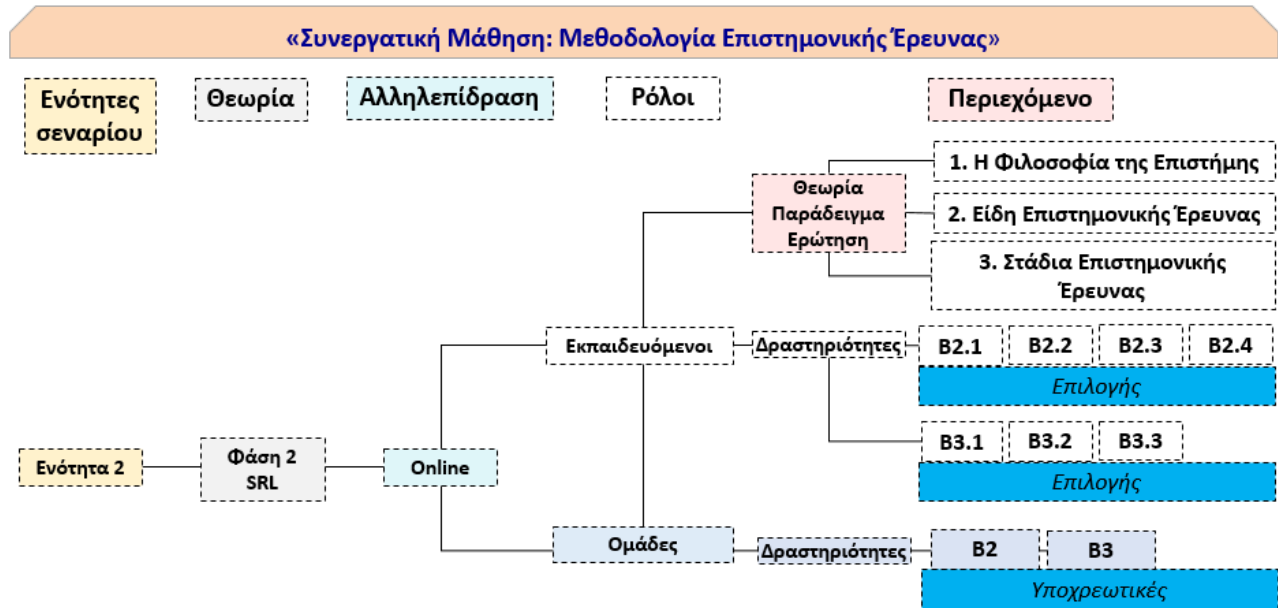 «Συνεργατική Μάθηση: Μεθοδολογία Επιστημονικής Έρευνας»
Ενότητες
σεναρίου
Θεωρία
Αλληλεπίδραση
Ρόλοι
Περιεχόμενο
Θεωρία
Παράδειγμα
Ερώτηση
1. Η Φιλοσοφία της Επιστήμης
2. Είδη Επιστημονικής Έρευνας
3. Στάδια Επιστημονικής
Έρευνας
Εκπαιδευόμενοι
Δραστηριότητες
B2.1 B2.2 B2.3 B2.4
Επιλογής
B3.1 B3.2 B3.3
Επιλογής
Ενότητα 2
Φάση 2
SRL
Online
Ομάδες
Δραστηριότητες
B2 B3
Υποχρεωτικές